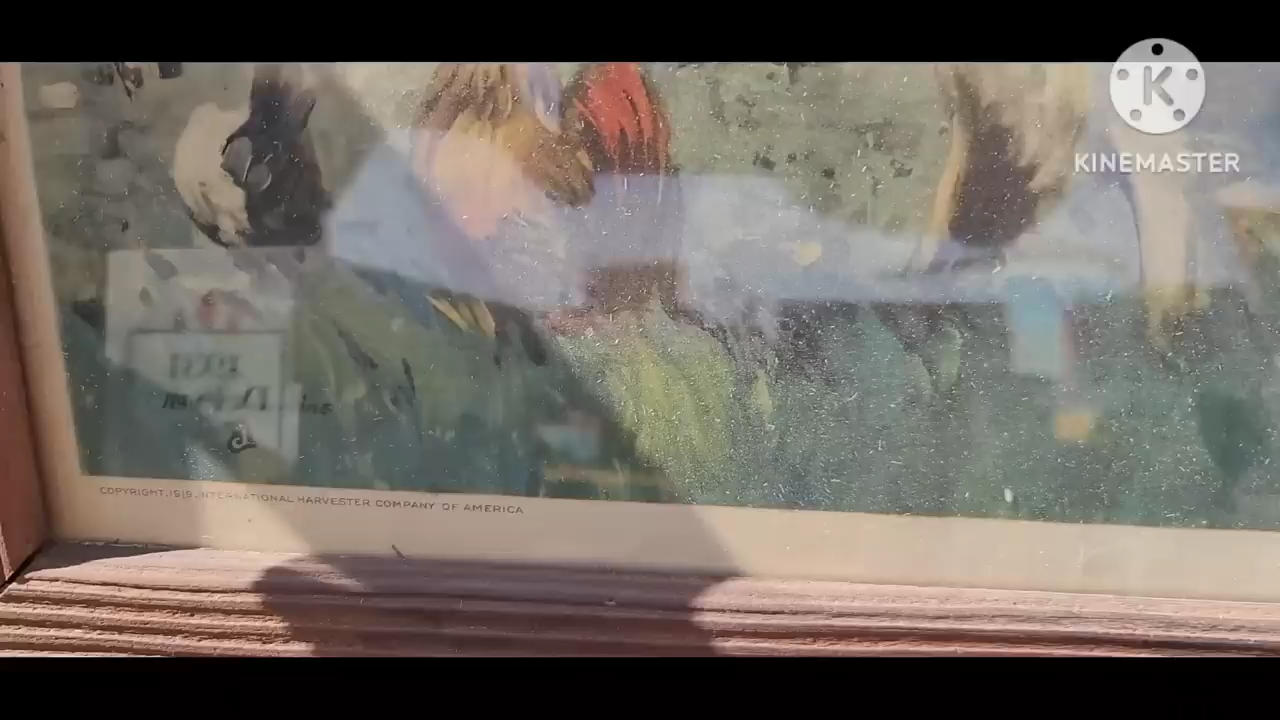 K
KINEMASTER
COPYRIGHT, 1919, INTERNATIONAL HARVESTER COMPANY OF AMERICA